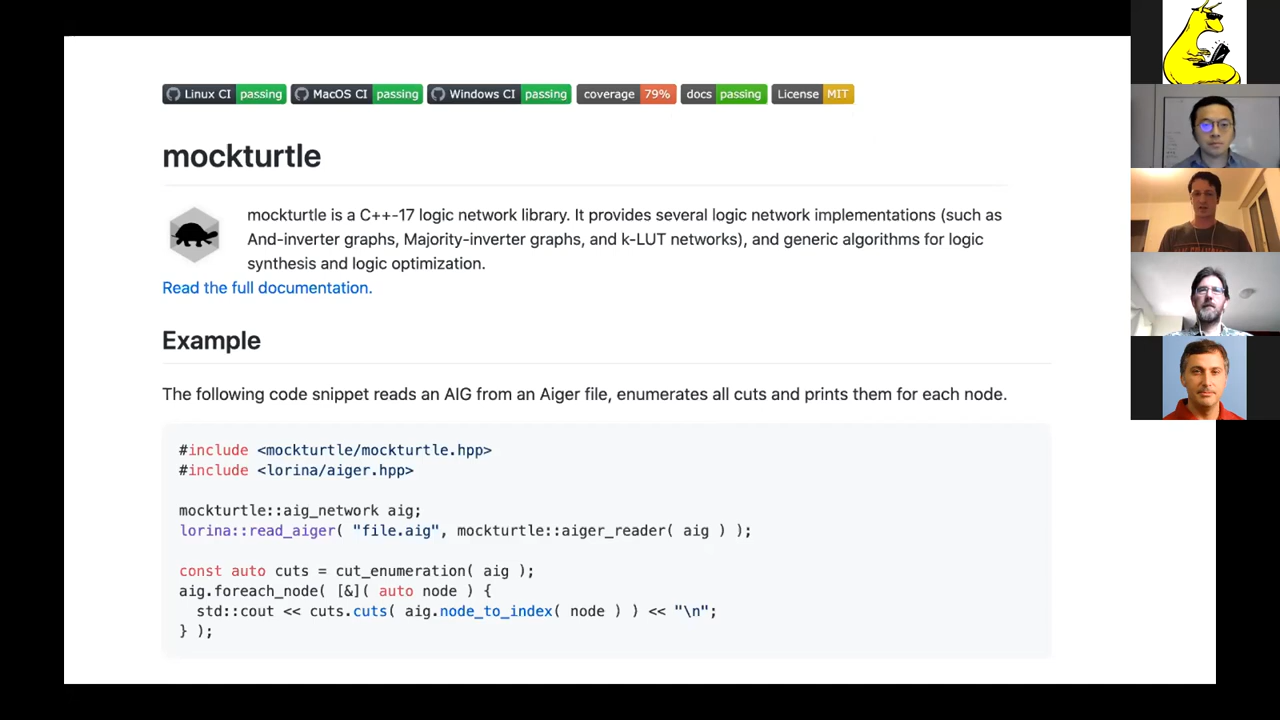 Linux CI passing MacOS CI passing Windows CI passing coverage 79% docs passing License MIT
mockturtle
mockturtle is a C++-17 logic network library. It provides several logic network implementations (such as
And-inverter graphs, Majority-inverter graphs, and k-LUT networks), and generic algorithms for logic
synthesis and logic optimization.
Read the full documentation.
Example
The following code snippet reads an AIG from an Aiger file, enumerates all cuts and prints them for each node.
#include <mockturtle/mockturtle.hpp>
#include <lorina/aiger.hpp>
mockturtle::aig_network aig;
lorina::read_aiger( "file.aig", mockturtle::aiger_reader( aig ) );
const auto cuts = cut_enumeration( aig );
aig.foreach_node( [&]( auto node ) {
  std::cout << cuts.cuts( aig.node_to_index( node ) ) << "\n";
} );